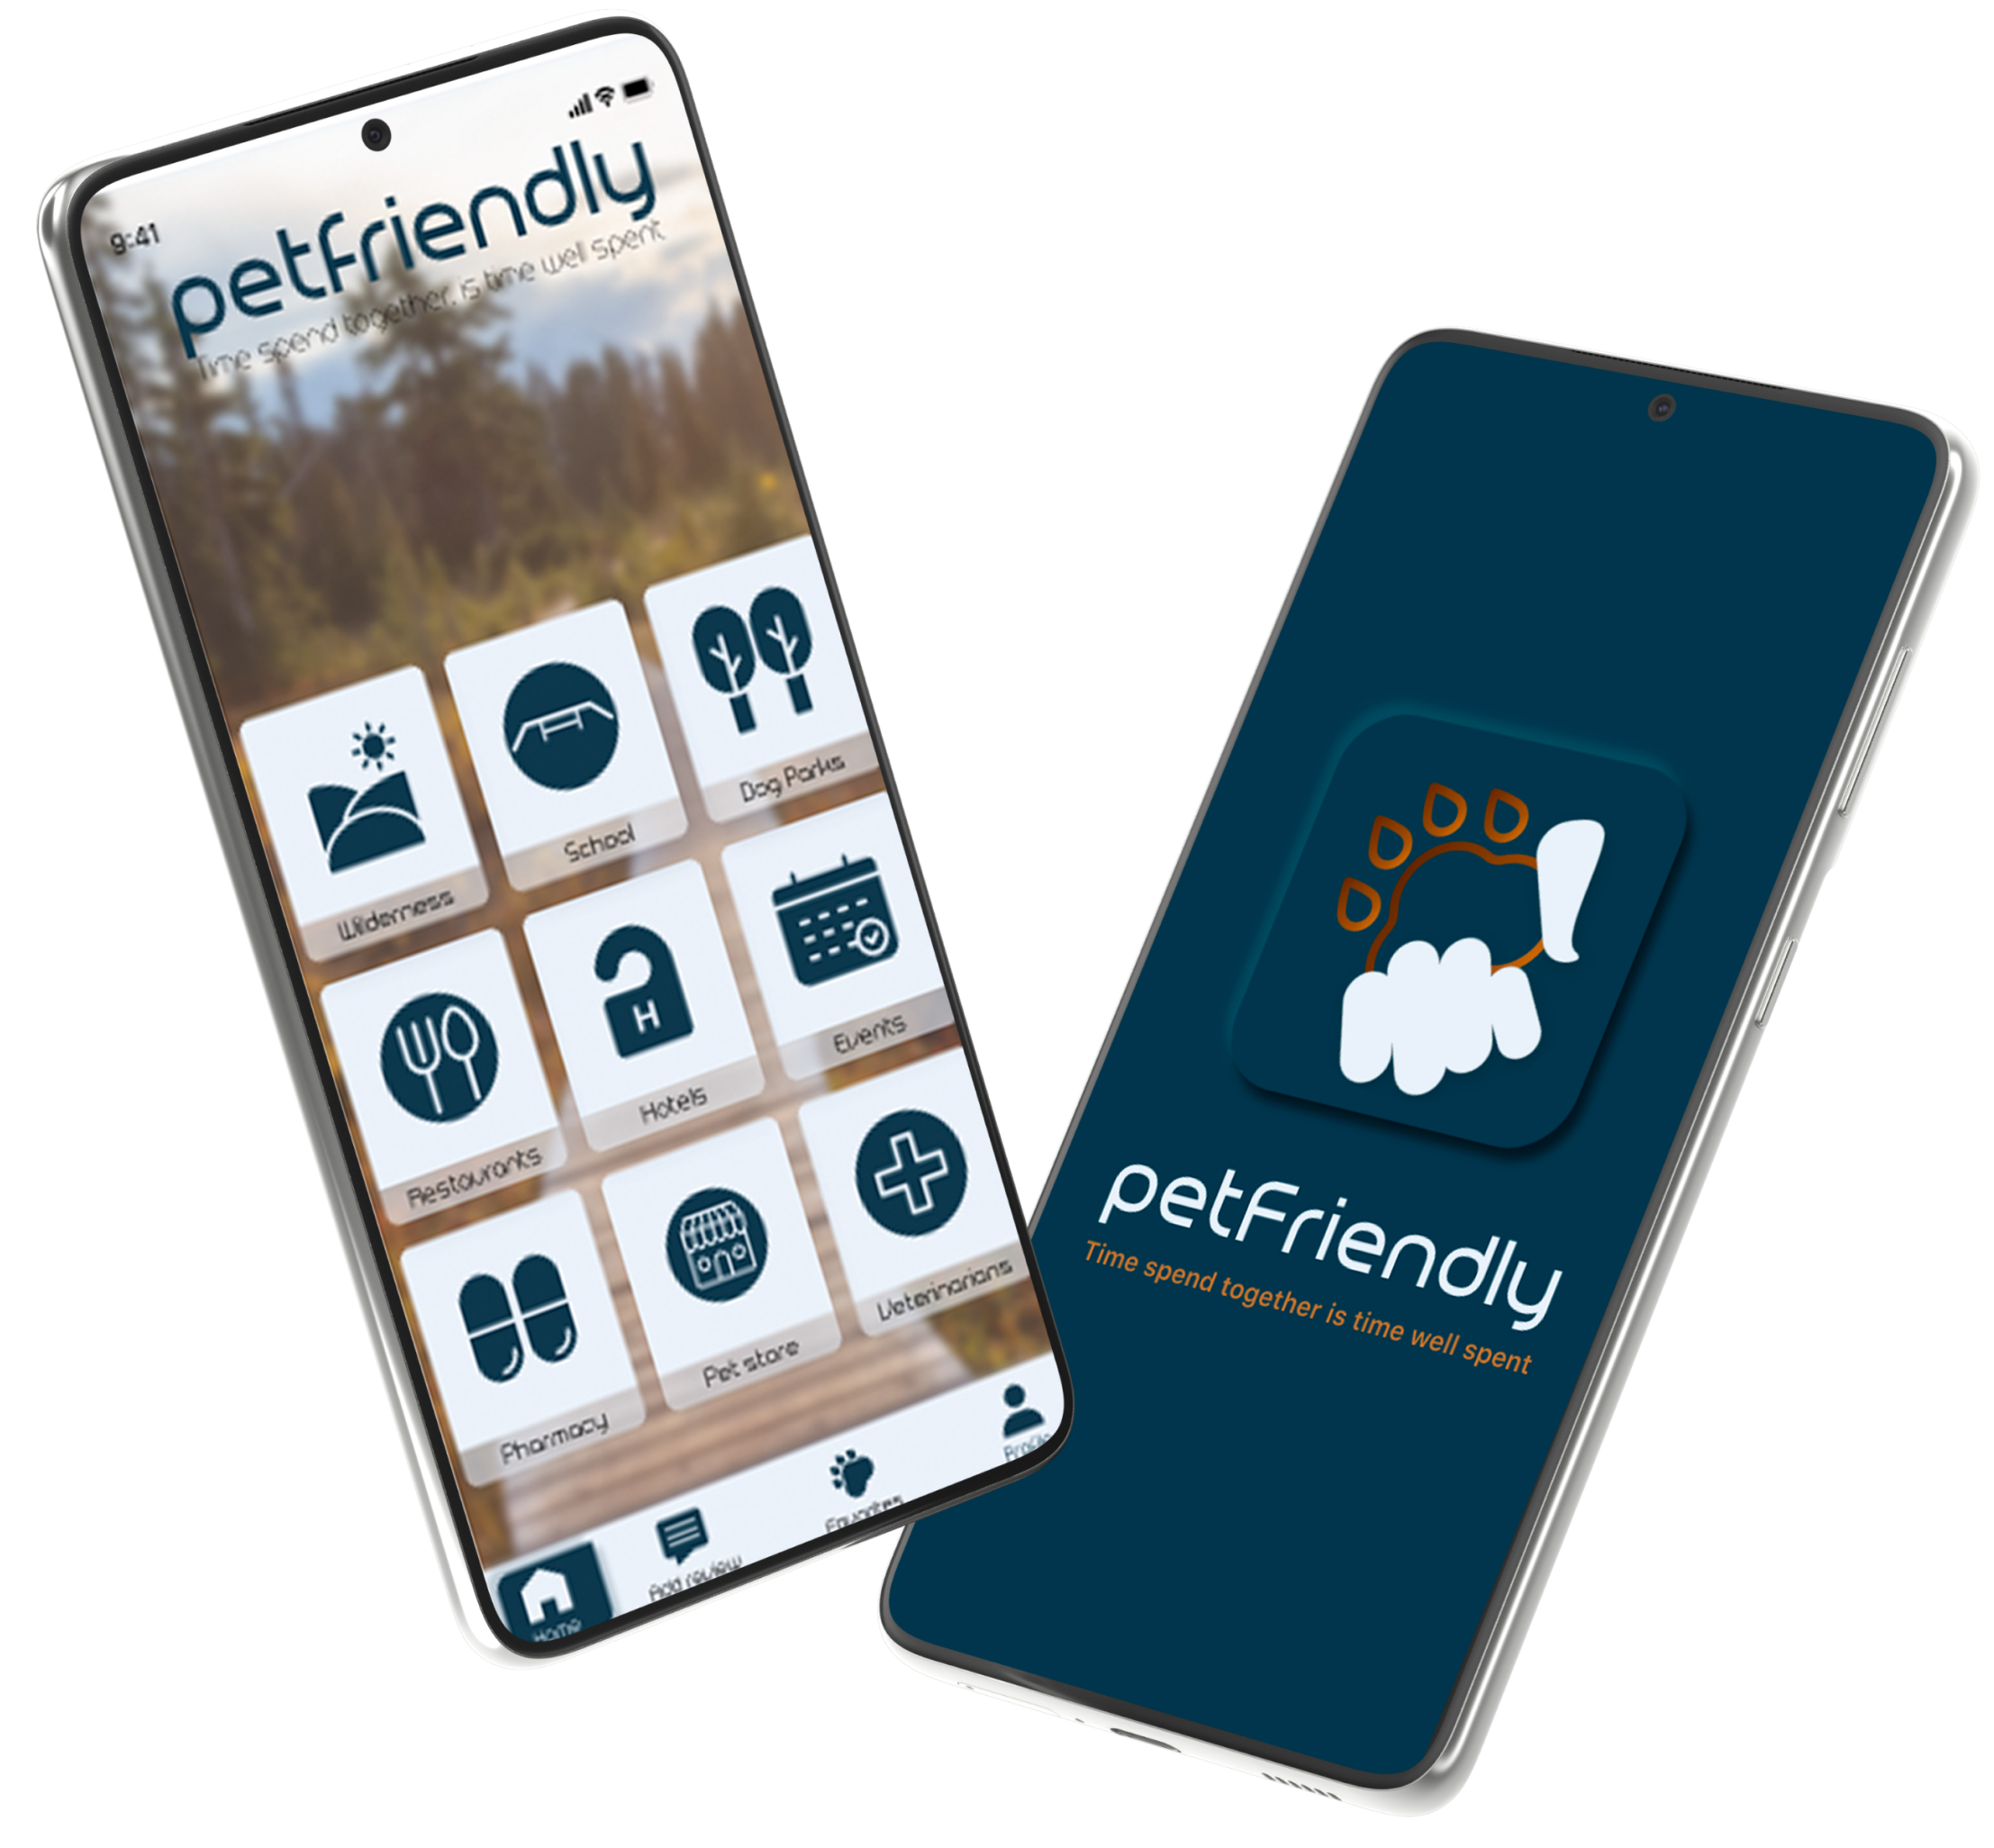 9:41
petfriendly
Time spend together, is time well spent
Wilderness
School
Dog Parks
Restaurants
H
Hotels
Events
Pharmacy
Pet store
Veterinarians
Home
Add review
Favorites
Profile
petfriendly
Time spend together is time well spent